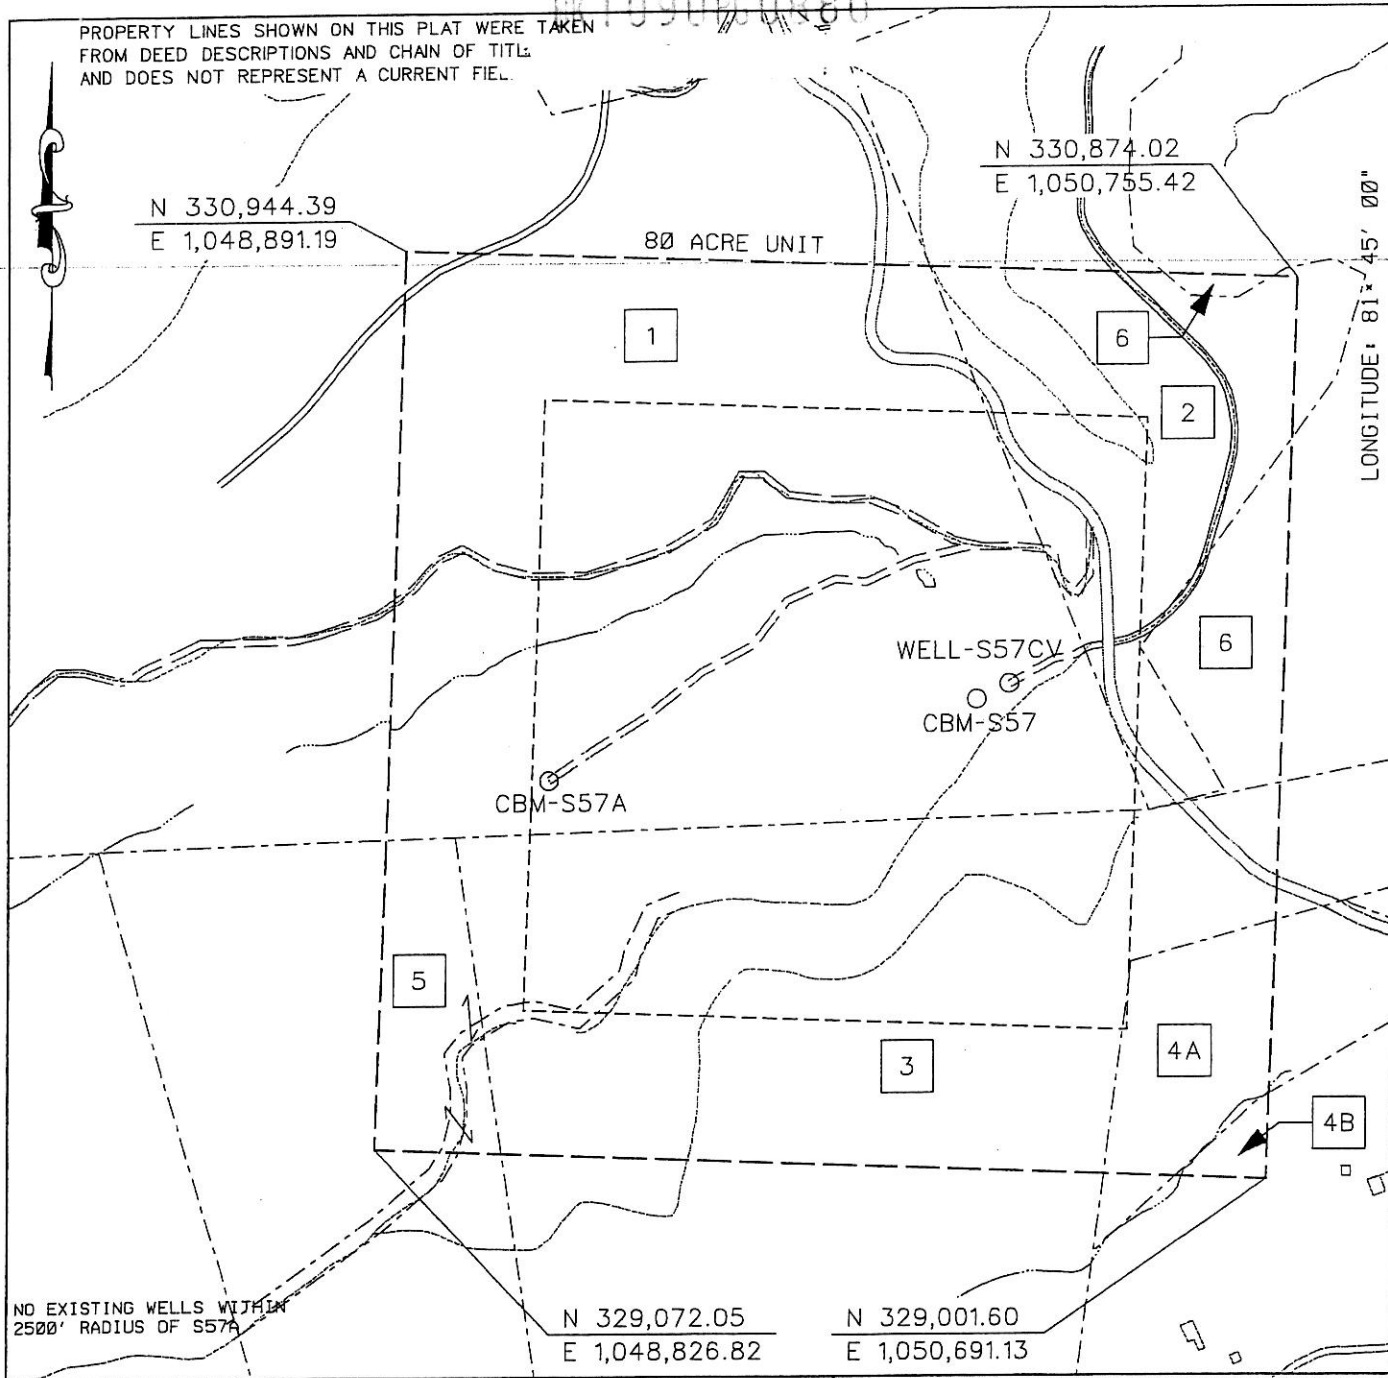 PROPERTY LINES SHOWN ON THIS PLAT WERE TAKEN
FROM DEED DESCRIPTIONS AND CHAIN OF
AND DOES NOT REPRESENT A CURRENT
N 330,874.02
E 1,050,755.42
N 330,944.39
E 1,048,891.19
80 ACRE UNIT
LONGITUDE: 81° 45' 00"
1
6
2
WELL-S57CV
6
CBM-S57
CBM-S57A
5
3
4A
4B
NO EXISTING WELLS WITHIN
2500' RADIUS OF S57A
N 329,072.05
E 1,048,826.82
N 329,001.60
E 1,050,691.13